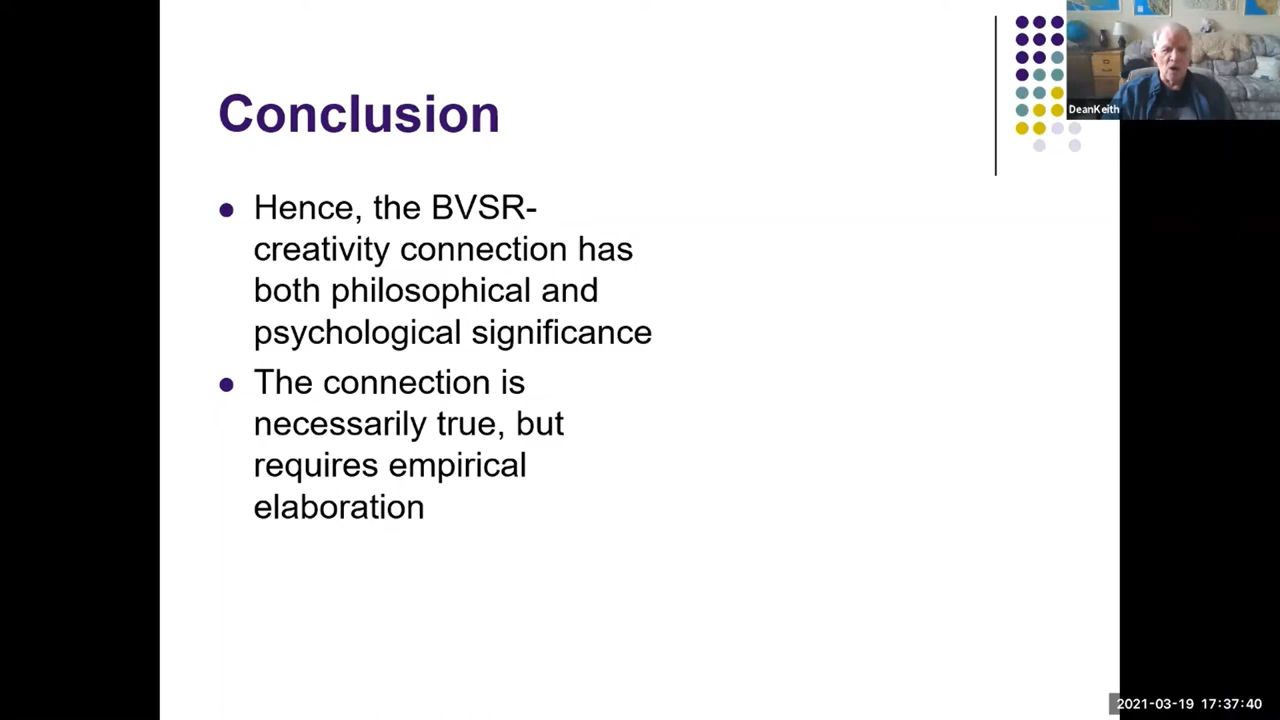 Conclusion
DeanKeith
● Hence, the BVSR-
creativity connection has
both philosophical and
psychological significance
● The connection is
necessarily true, but
requires empirical
elaboration
2021-03-19 17:37:40